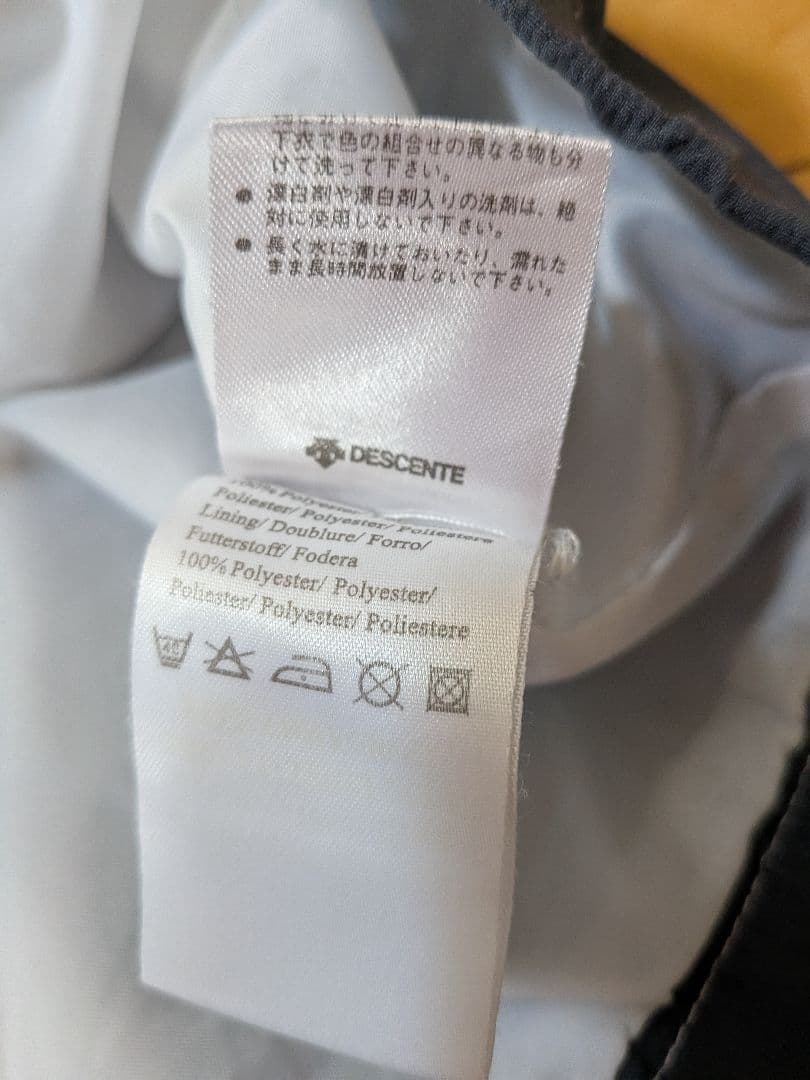 下衣で色の組合せの異なる物も分
けて洗って下さい。
● 漂白剤や漂白剤入りの洗剤は、絶
対に使用しないで下さい。
● 長く水に漬けておいたり、濡れた
まま長時間放置しないで下さい。
DESCENTE
100% Polyester/
Poliester/ Polyester/ Poliestere
Lining/ Doublure/ Forro/
Futterstoff/ Fodera
100% Polyester/ Polyester/
Poliester/ Polyester/ Poliestere
40